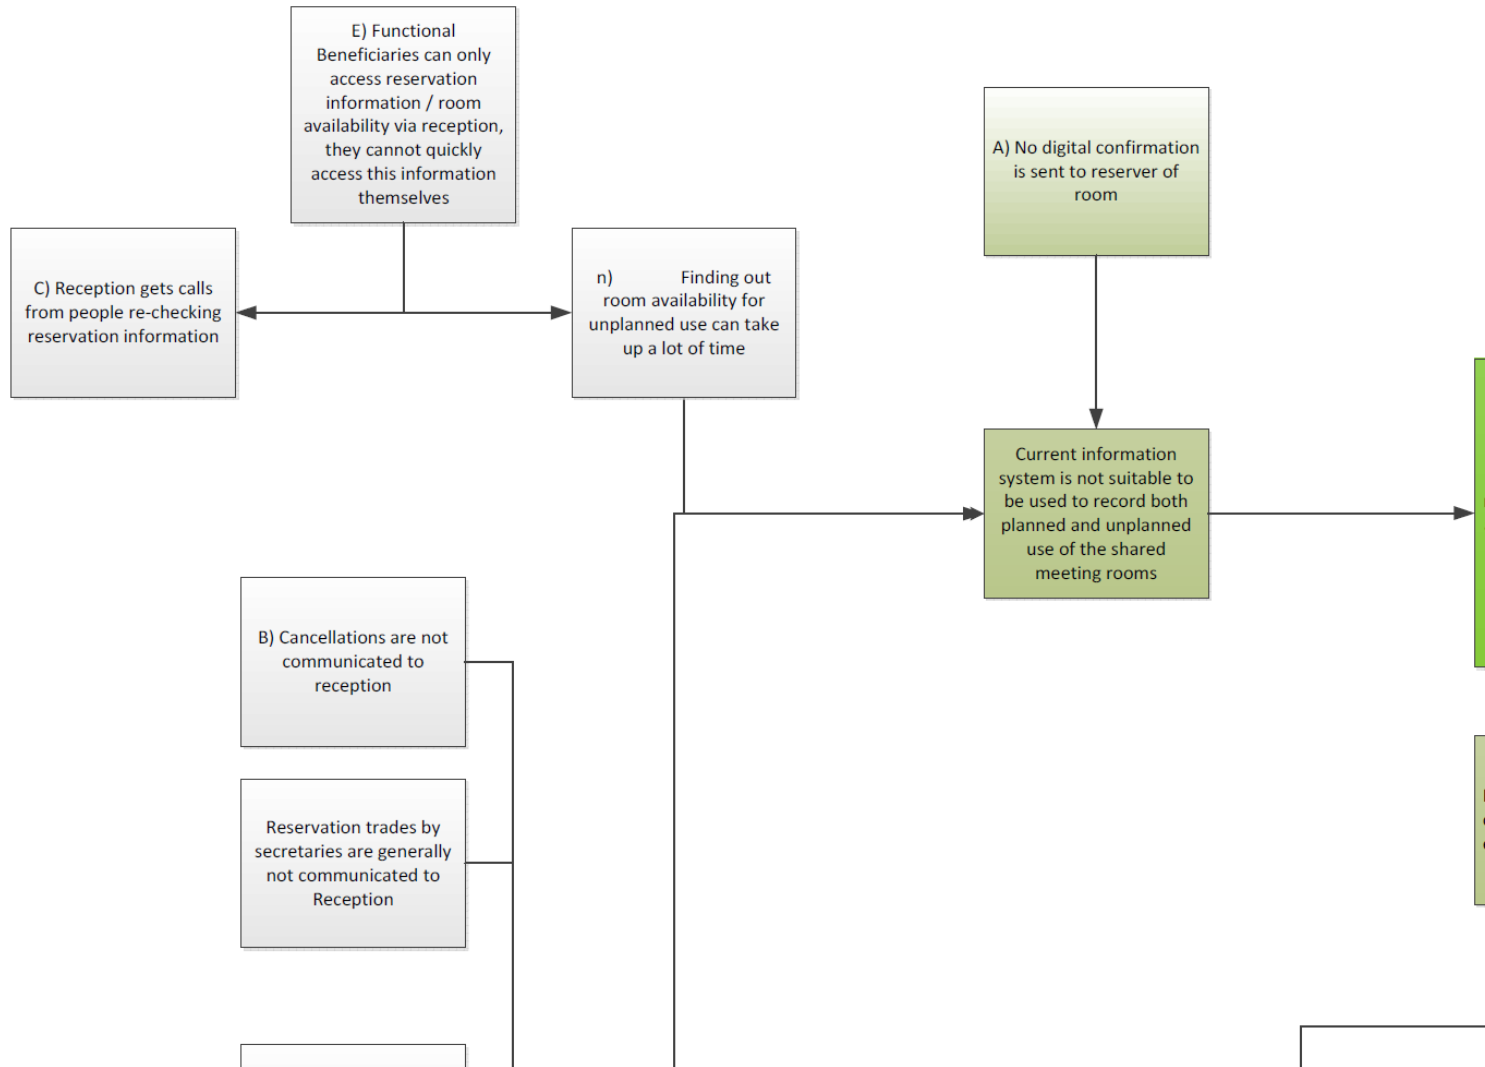 E) Functional
Beneficiaries can only
access reservation
information / room
availability via reception,
they cannot quickly
access this information
themselves
A) No digital confirmation
is sent to reserver of
room
C) Reception gets calls
from people re-checking
reservation information
n) Finding out
room availability for
unplanned use can take
up a lot of time
Current information
system is not suitable to
be used to record both
planned and unplanned
use of the shared
meeting rooms
B) Cancellations are not
communicated to
reception
Reservation trades by
secretaries are generally
not communicated to
Reception